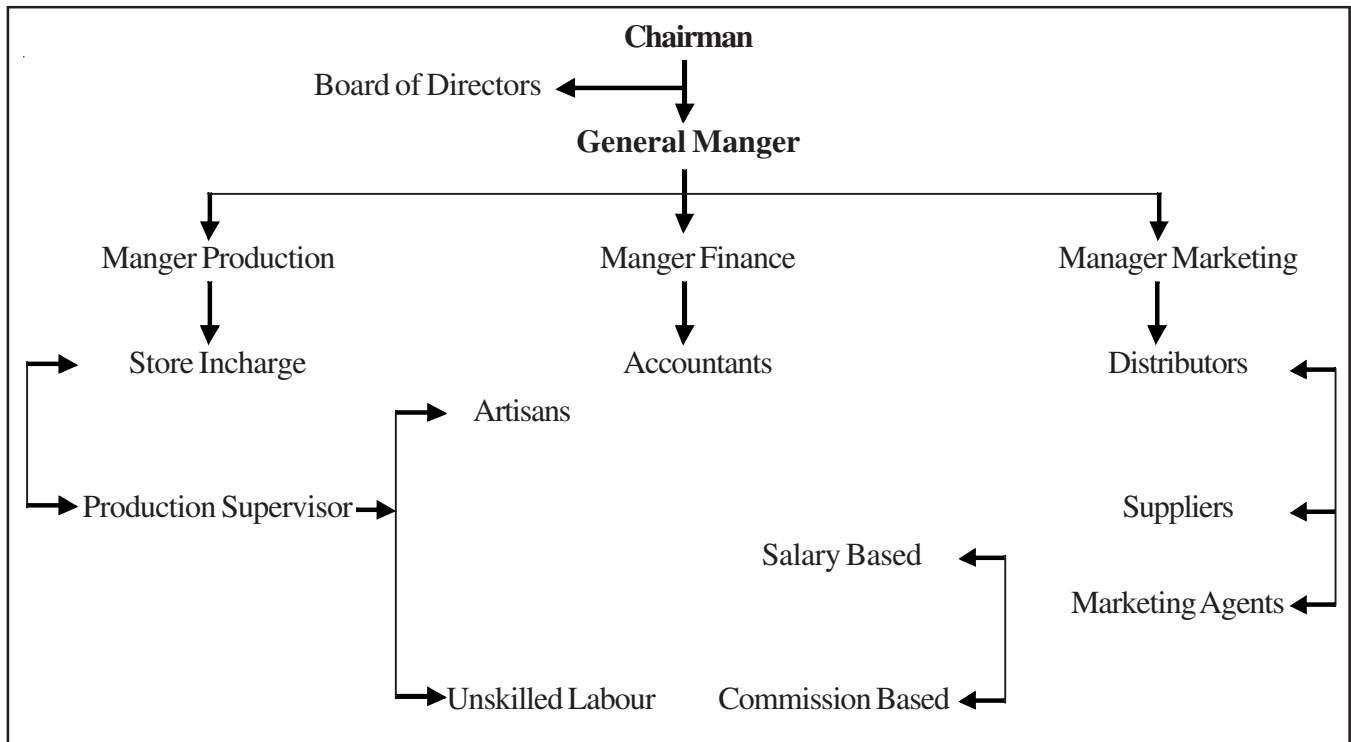 Chairman
Board of Directors
General Manger
Manger Production
Manger Finance
Manager Marketing
Store Incharge
Accountants
Distributors
Artisans
Production Supervisor
Suppliers
Salary Based
Marketing Agents
Unskilled Labour
Commission Based